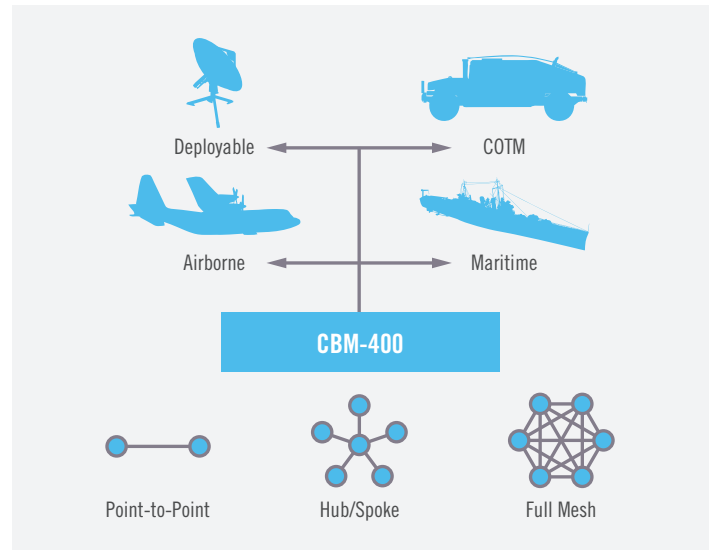 Deployable
COTM
Airborne
Maritime
CBM-400
Point-to-Point
Hub/Spoke
Full Mesh